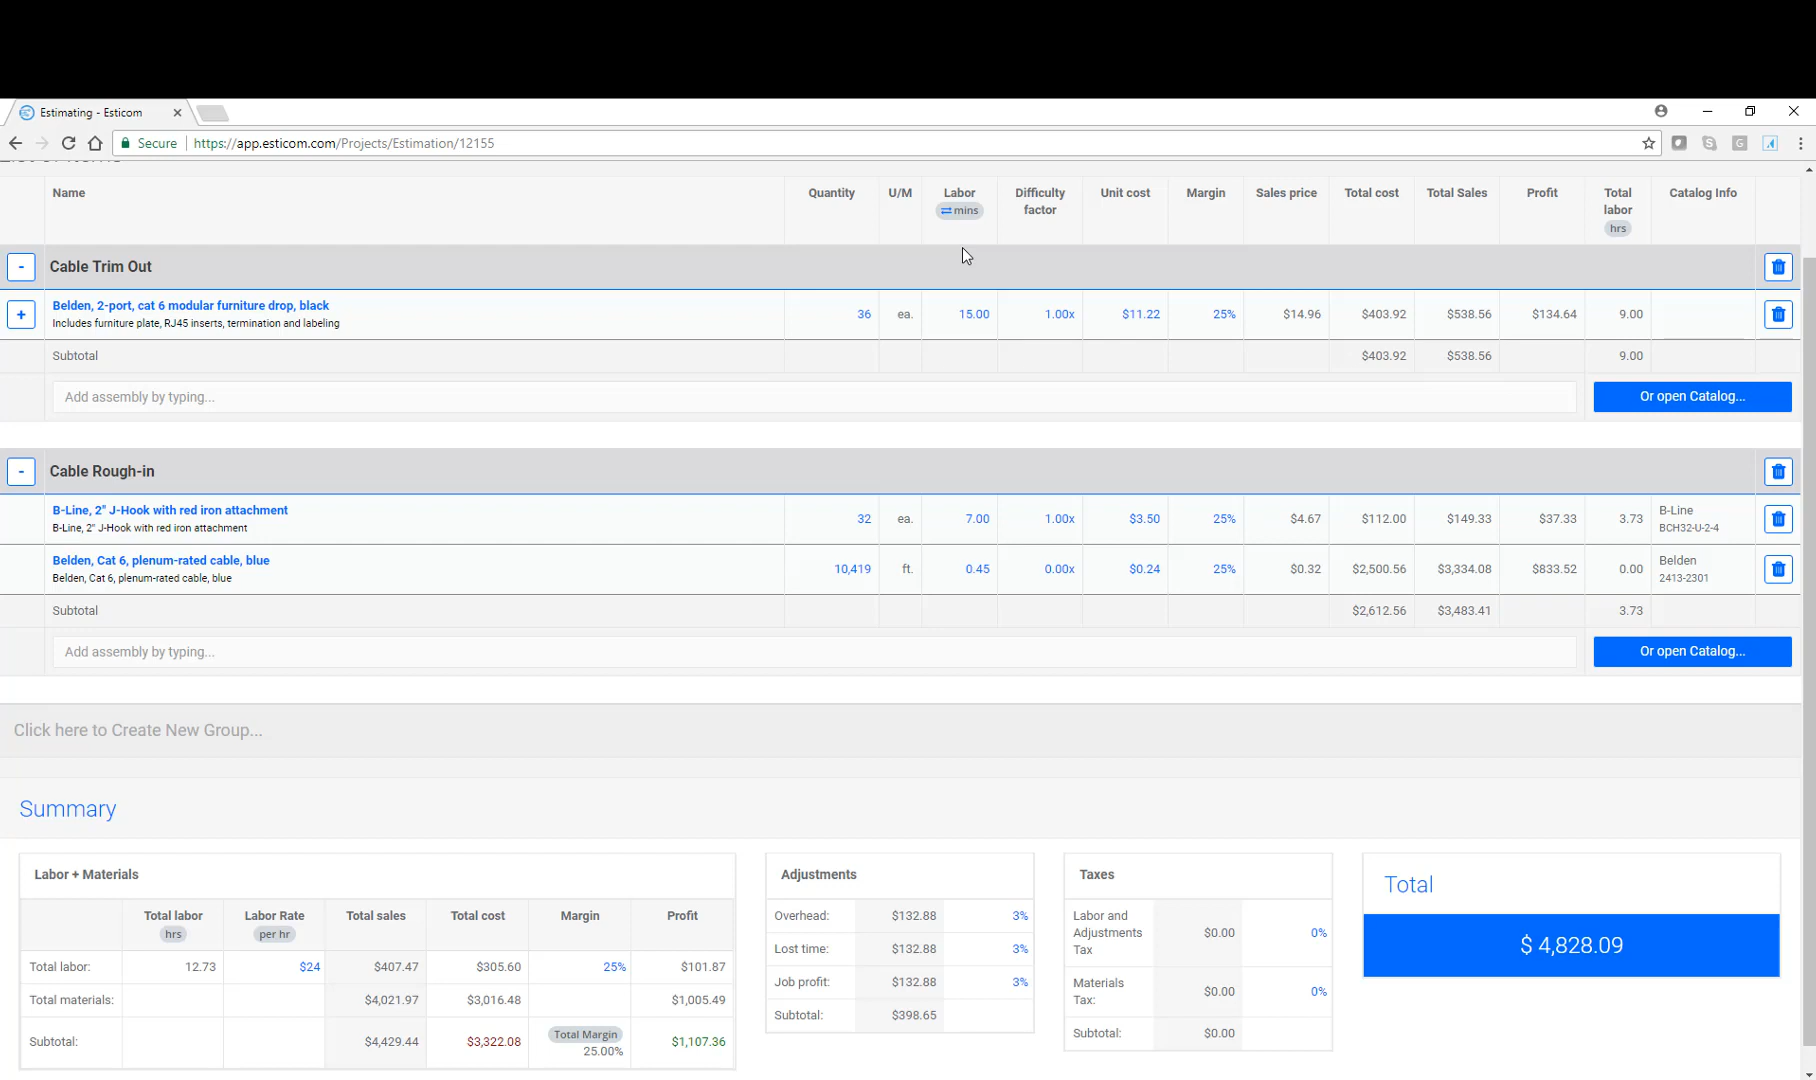 Estimating - Esticom
Secure https://app.esticom.com/Projects/Estimation/12155
Name Quantity U/M Labor Difficulty Unit cost Margin Sales price Total cost Total Sales Profit Total Catalog Info
mins factor labor
hrs
- Cable Trim Out
+ Belden, 2-port, cat 6 modular furniture drop, black 36 ea. 15.00 1.00x $11.22 25% $14.96 $403.92 $538.56 $134.64 9.00
Includes furniture plate, RJ45 inserts, termination and labeling
Subtotal $403.92 $538.56 9.00
Add assembly by typing... Or open Catalog...
- Cable Rough-in
B-Line, 2" J-Hook with red iron attachment 32 ea. 7.00 1.00x $3.50 25% $4.67 $112.00 $149.33 $37.33 3.73 B-Line
B-Line, 2" J-Hook with red iron attachment BCH32-U-2-4
Belden, Cat 6, plenum-rated cable, blue 10,419 ft. 0.45 0.00x $0.24 25% $0.32 $2,500.56 $3,334.08 $833.52 0.00 Belden
Belden, Cat 6, plenum-rated cable, blue 2413-2301
Subtotal $2,612.56 $3,483.41 3.73
Add assembly by typing... Or open Catalog...
Click here to Create New Group...
Summary
Labor + Materials
Total labor Labor Rate Total sales Total cost Margin Profit
hrs per hr
Total labor: 12.73 $24 $407.47 $305.60 25% $101.87
Total materials: $4,021.97 $3,016.48 $1,005.49
Subtotal: $4,429.44 $3,322.08 Total Margin $1,107.36
25.00%
Adjustments
Overhead: $132.88 3%
Lost time: $132.88 3%
Job profit: $132.88 3%
Subtotal: $398.65
Taxes
Labor and
Adjustments $0.00 0%
Tax
Materials
Tax: $0.00 0%
Subtotal: $0.00
Total
$ 4,828.09